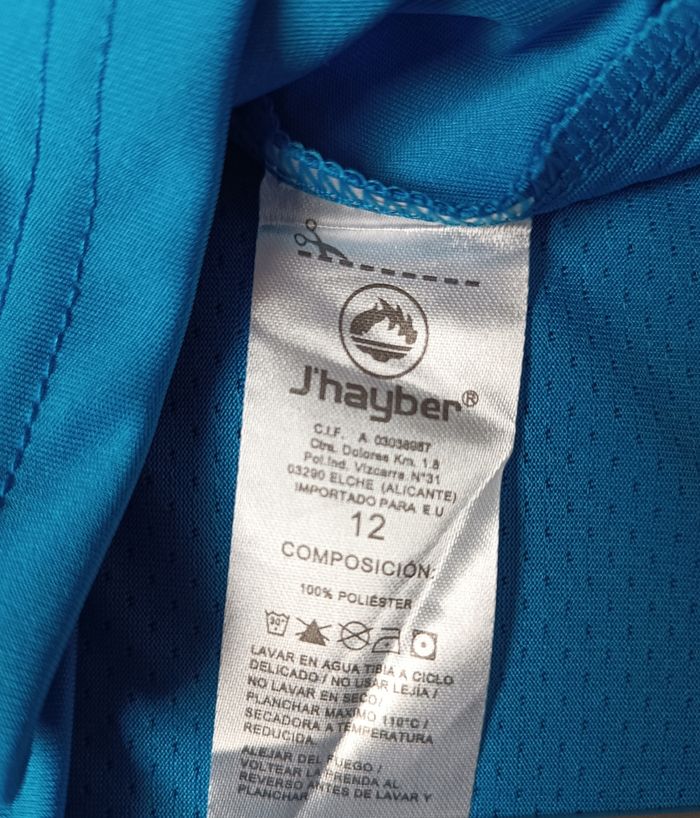 J'hayber®
C.I.F. A 03038987
Ctra. Dolores Km. 1.8
Pol.Ind. Vizcarra N°31
03290 ELCHE (ALICANTE)
IMPORTADO PARA E.U
12
COMPOSICIÓN:
100% POLIÉSTER
30°
LAVAR EN AGUA TIBIA A CICLO
DELICADO / NO USAR LEJÍA /
NO LAVAR EN SECO /
PLANCHAR MAXIMO 110°C /
SECADORA A TEMPERATURA
REDUCIDA.
ALEJAR DEL FUEGO /
VOLTEAR LA PRENDA AL
REVERSO ANTES DE LAVAR Y
PLANCHAR